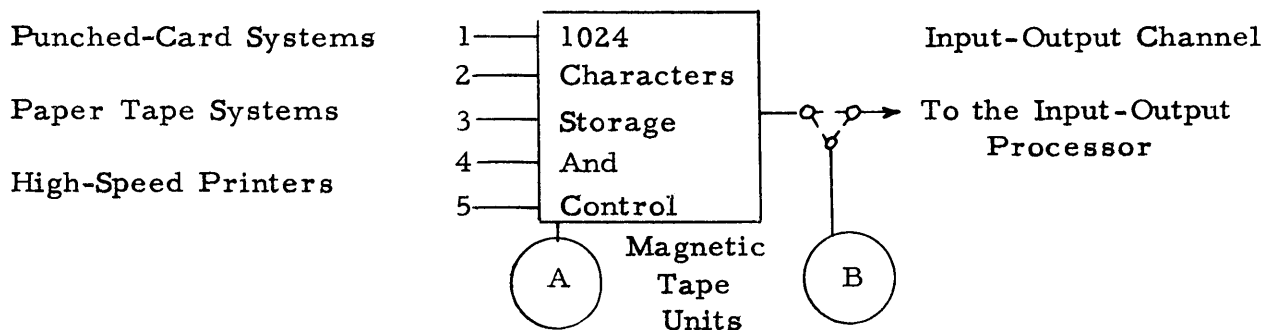 Punched-Card Systems
Paper Tape Systems
High-Speed Printers
1
2
3
4
5
1024
Characters
Storage
And
Control
A
Magnetic
Tape
Units
B
Input-Output Channel
To the Input-Output
Processor